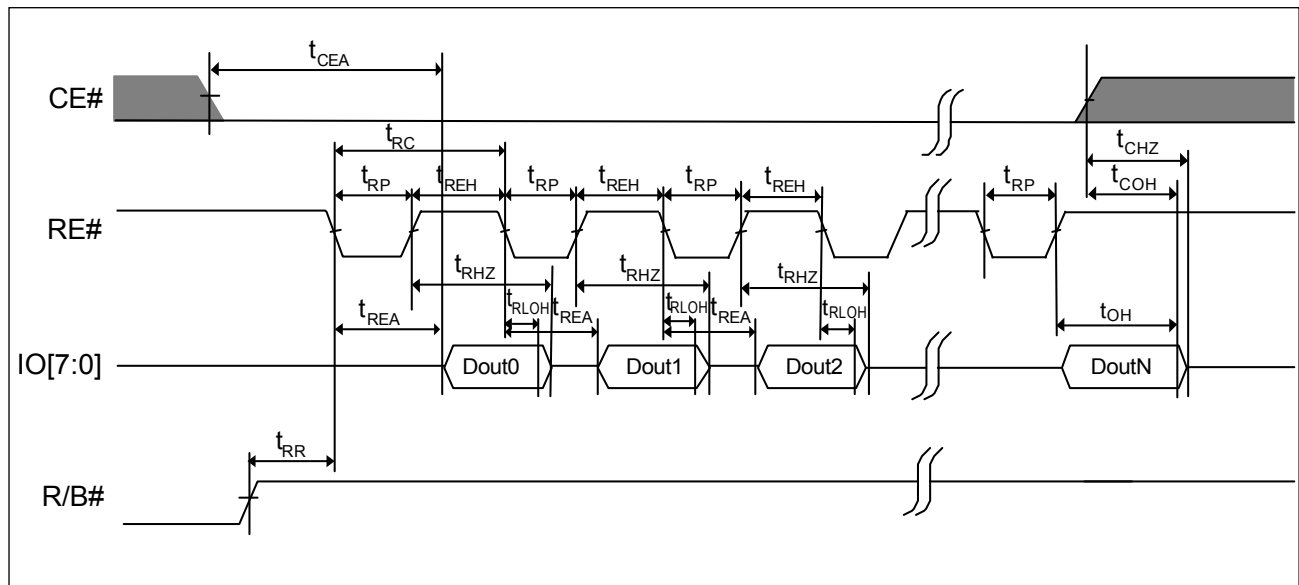 tCEA
CE#
tRC
tCHZ
tRP tREH tRP tREH tRP tREH tRP tCOH
RE#
tRHZ tRHZ tRHZ
tRLOH tRLOH
tREA tREA tREA tRLOH tOH
IO[7:0] Dout0 Dout1 Dout2 DoutN
tRR
R/B#